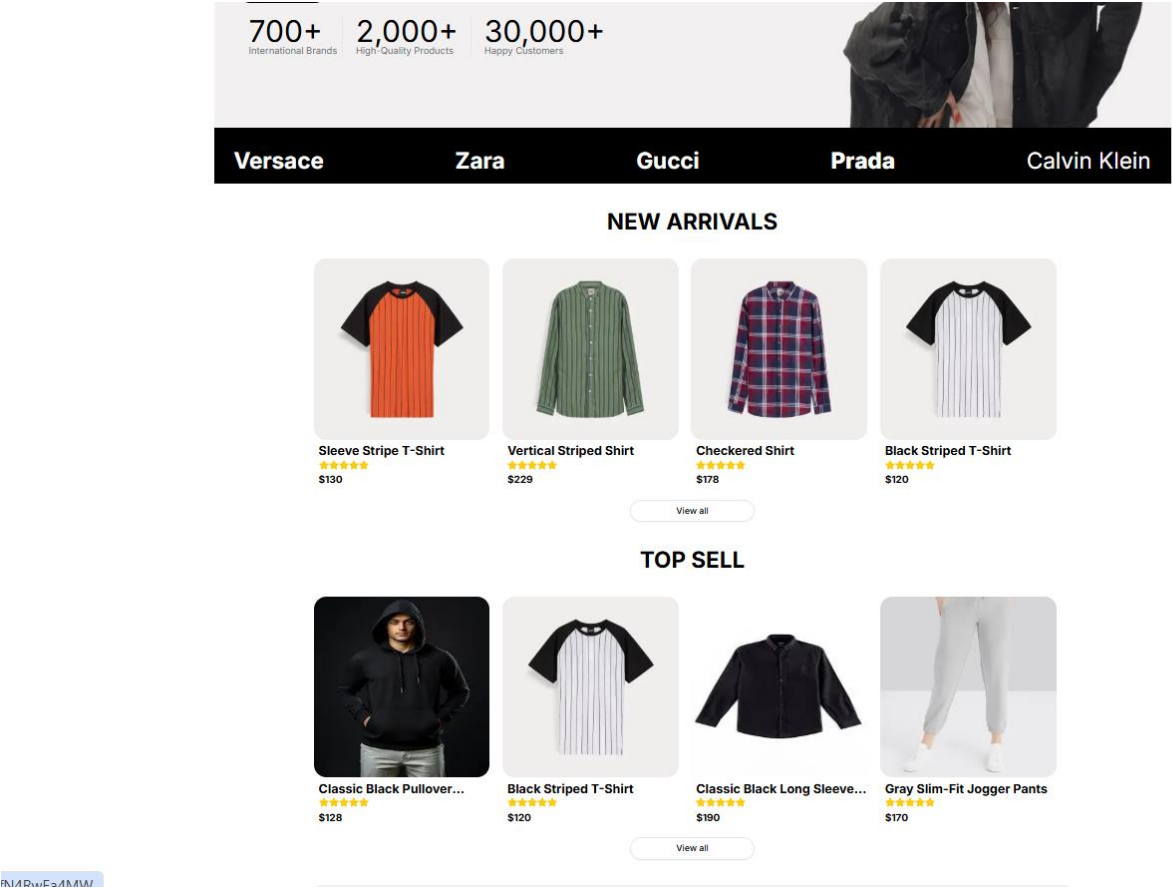 700+ 2,000+ 30,000+
International Brands High-Quality Products Happy Customers
Versace Zara Gucci Prada Calvin Klein
NEW ARRIVALS
Sleeve Stripe T-Shirt Vertical Striped Shirt Checkered Shirt Black Striped T-Shirt
$130 $229 $178 $120
View all
TOP SELL
Classic Black Pullover... Black Striped T-Shirt Classic Black Long Sleeve... Gray Slim-Fit Jogger Pants
$128 $120 $190 $170
View all